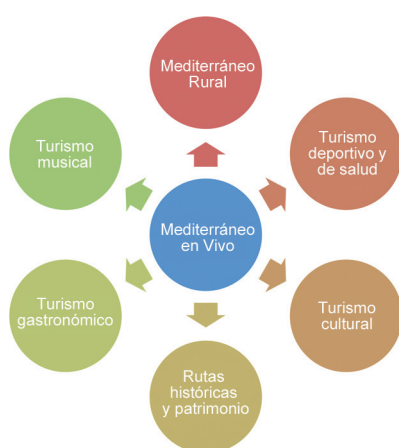 Mediterráneo
Rural
Turismo
musical
Turismo
deportivo y
de salud
Mediterráneo
en Vivo
Turismo
gastronómico
Turismo
cultural
Rutas
históricas
y patrimonio